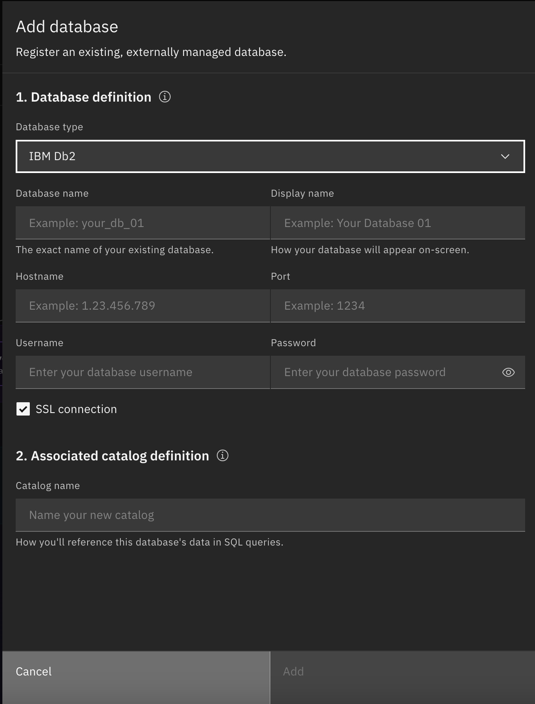 Add database
Register an existing, externally managed database.
1. Database definition
Database type
IBM Db2
Database name
Display name
Example: your_db_01
Example: Your Database 01
The exact name of your existing database.
How your database will appear on-screen.
Hostname
Port
Example: 1.23.456.789
Example: 1234
Username
Password
Enter your database username
Enter your database password
SSL connection
2. Associated catalog definition
Catalog name
Name your new catalog
How you'll reference this database's data in SQL queries.
Cancel
Add